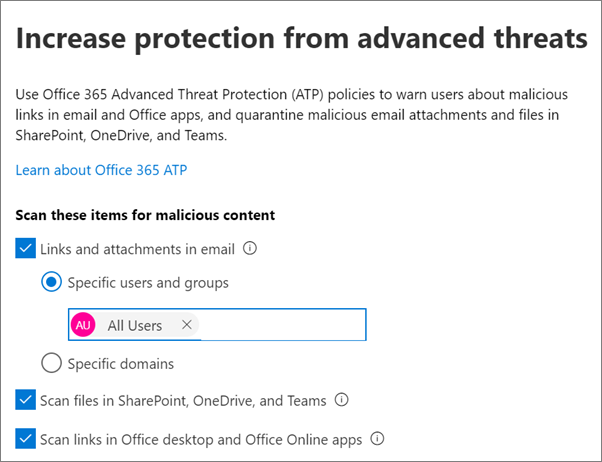 Increase protection from advanced threats
Use Office 365 Advanced Threat Protection (ATP) policies to warn users about malicious
links in email and Office apps, and quarantine malicious email attachments and files in
SharePoint, OneDrive, and Teams.
Learn about Office 365 ATP
Scan these items for malicious content
Links and attachments in email
Specific users and groups
AU All Users
Specific domains
Scan files in SharePoint, OneDrive, and Teams
Scan links in Office desktop and Office Online apps